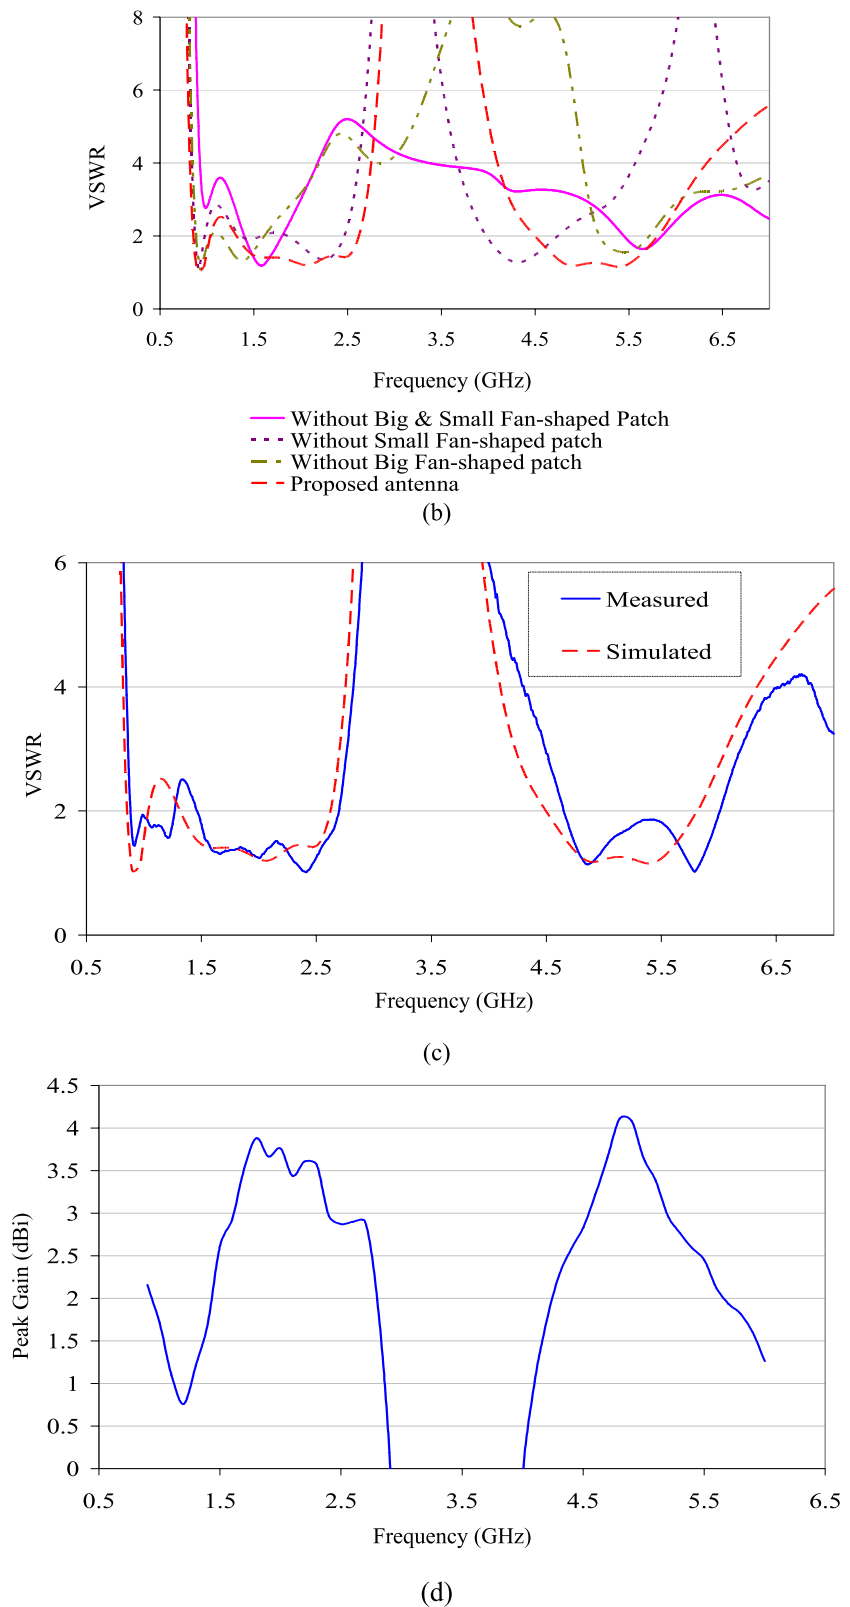 8
6
4
2
0
VSWR
0.5 1.5 2.5 3.5 4.5 5.5 6.5
Frequency (GHz)
Without Big & Small Fan-shaped Patch
Without Small Fan-shaped patch
Without Big Fan-shaped patch
Proposed antenna
(b)
6
4
2
0
VSWR
Measured
Simulated
0.5 1.5 2.5 3.5 4.5 5.5 6.5
Frequency (GHz)
(c)
4.5
4
3.5
3
2.5
2
1.5
1
0.5
0
Peak Gain (dBi)
0.5 1.5 2.5 3.5 4.5 5.5 6.5
Frequency (GHz)
(d)